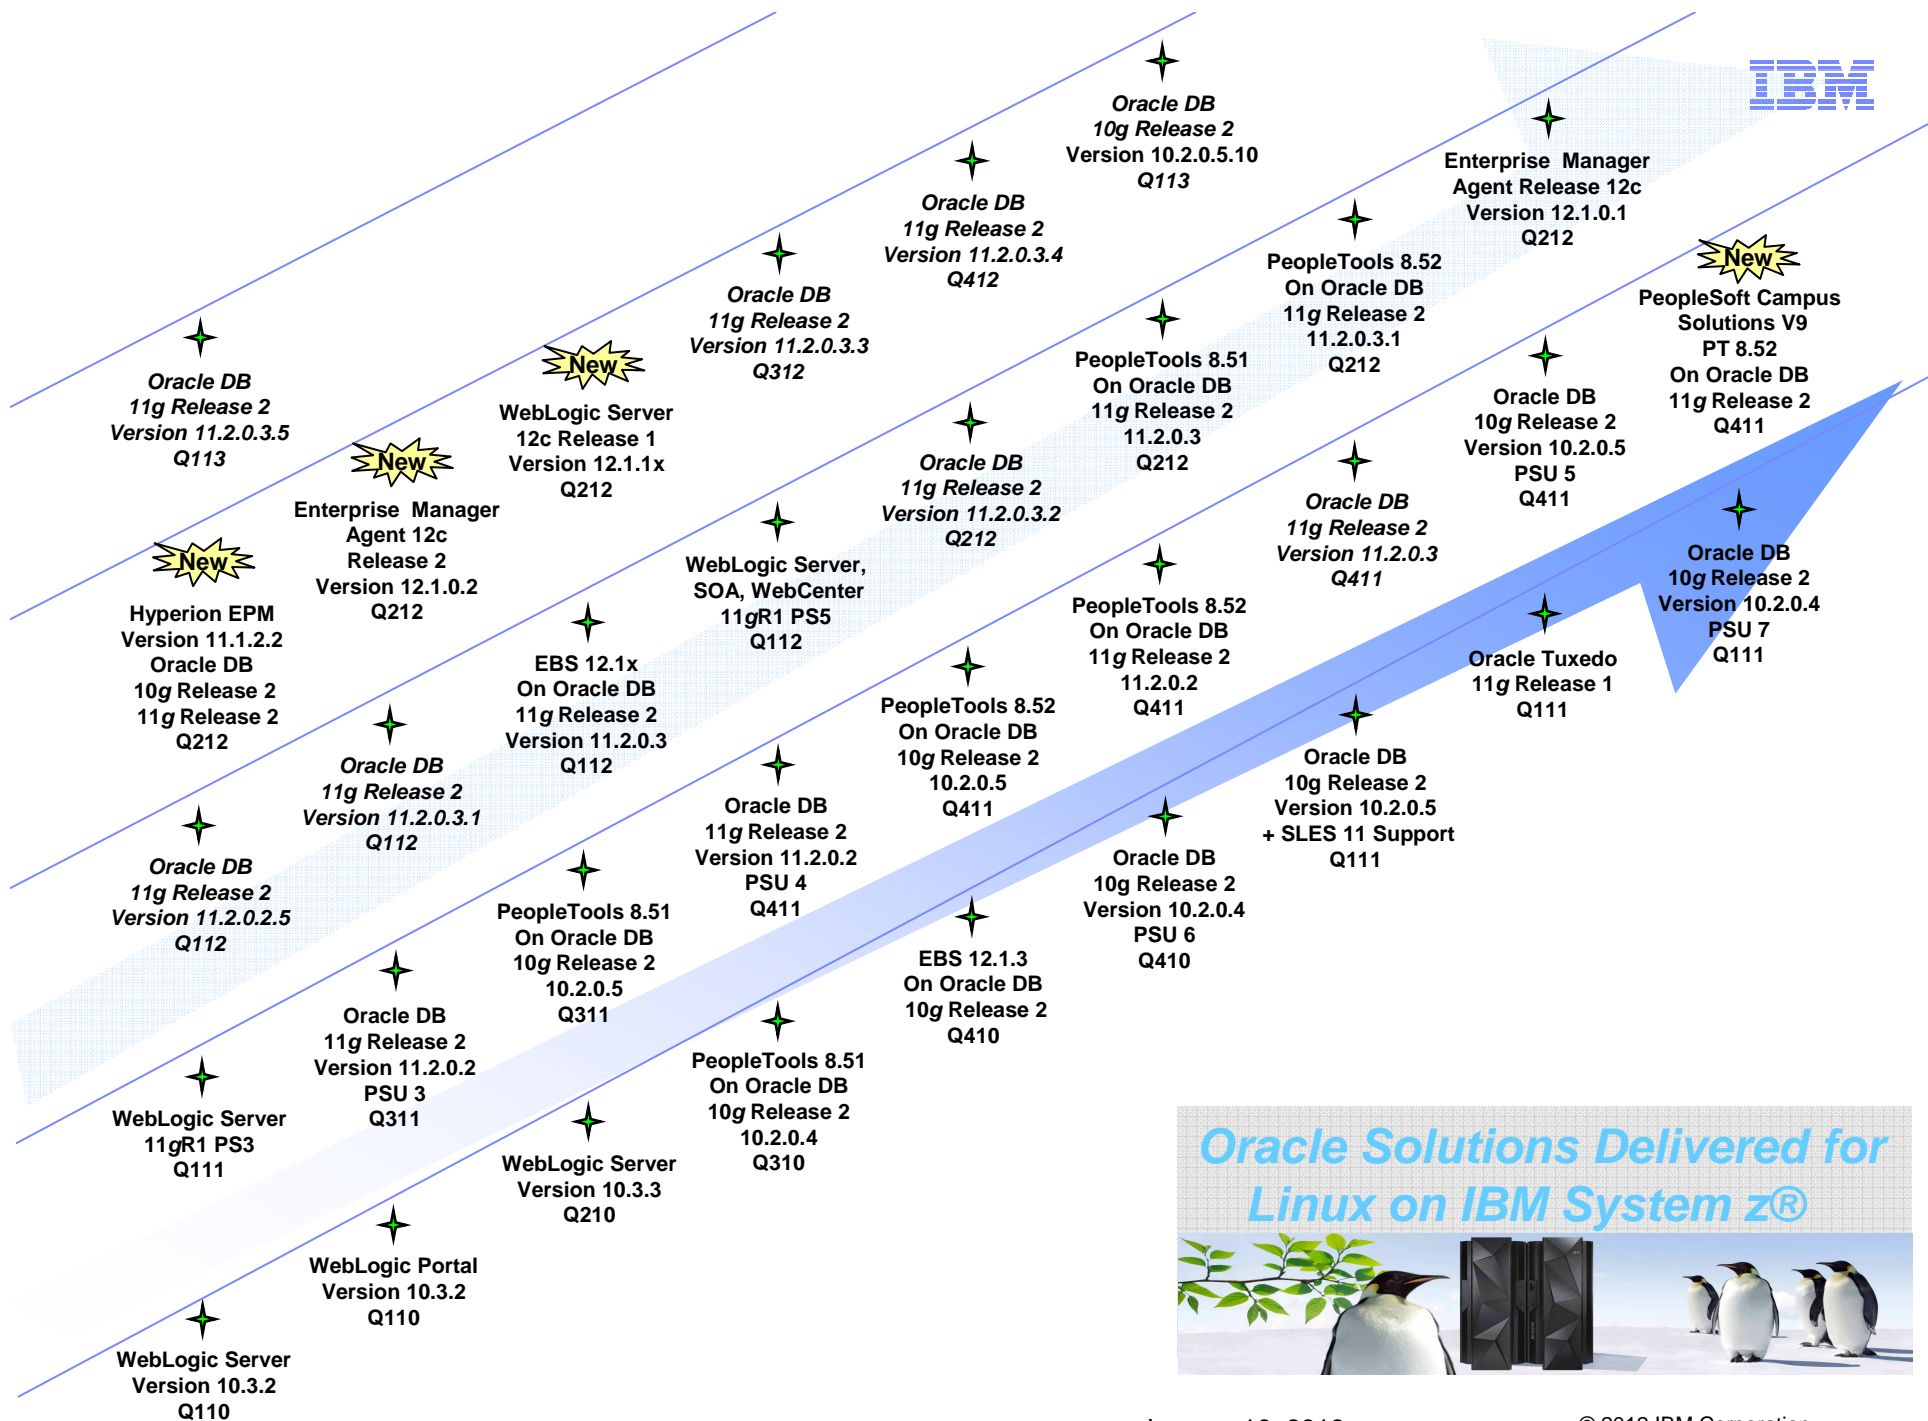 IBM
Oracle DB
10g Release 2
Version 10.2.0.5.10
Q113
Oracle DB
11g Release 2
Version 11.2.0.3.4
Q412
Oracle DB
11g Release 2
Version 11.2.0.3.3
Q312
New
WebLogic Server
12c Release 1
Version 12.1.1x
Q212
Oracle DB
11g Release 2
Version 11.2.0.3.5
Q113
New
Enterprise Manager
Agent 12c
Release 2
Version 12.1.0.2
Q212
New
Hyperion EPM
Version 11.1.2.2
Oracle DB
10g Release 2
11g Release 2
Q212
Enterprise Manager
Agent Release 12c
Version 12.1.0.1
Q212
PeopleTools 8.52
On Oracle DB
11g Release 2
11.2.0.3.1
Q212
PeopleTools 8.51
On Oracle DB
11g Release 2
11.2.0.3
Q212
Oracle DB
11g Release 2
Version 11.2.0.3.2
Q212
WebLogic Server,
SOA, WebCenter
11gR1 PS5
Q112
EBS 12.1x
On Oracle DB
11g Release 2
Version 11.2.0.3
Q112
Oracle DB
11g Release 2
Version 11.2.0.3.1
Q112
Oracle DB
11g Release 2
Version 11.2.0.2.5
Q112
New
PeopleSoft Campus
Solutions V9
PT 8.52
On Oracle DB
11g Release 2
Q411
Oracle DB
10g Release 2
Version 10.2.0.5
PSU 5
Q411
Oracle DB
11g Release 2
Version 11.2.0.3
Q411
PeopleTools 8.52
On Oracle DB
11g Release 2
11.2.0.2
Q411
PeopleTools 8.52
On Oracle DB
10g Release 2
10.2.0.5
Q411
Oracle DB
11g Release 2
Version 11.2.0.2
PSU 4
Q411
PeopleTools 8.51
On Oracle DB
10g Release 2
10.2.0.5
Q311
Oracle DB
11g Release 2
Version 11.2.0.2
PSU 3
Q311
WebLogic Server
11gR1 PS3
Q111
Oracle DB
10g Release 2
Version 10.2.0.4
PSU 7
Q111
Oracle Tuxedo
11g Release 1
Q111
Oracle DB
10g Release 2
Version 10.2.0.5
+ SLES 11 Support
Q111
Oracle DB
10g Release 2
Version 10.2.0.4
PSU 6
Q410
EBS 12.1.3
On Oracle DB
10g Release 2
Q410
PeopleTools 8.51
On Oracle DB
10g Release 2
10.2.0.4
Q310
WebLogic Server
Version 10.3.3
Q210
WebLogic Portal
Version 10.3.2
Q110
WebLogic Server
Version 10.3.2
Q110
Oracle Solutions Delivered for
Linux on IBM System z®